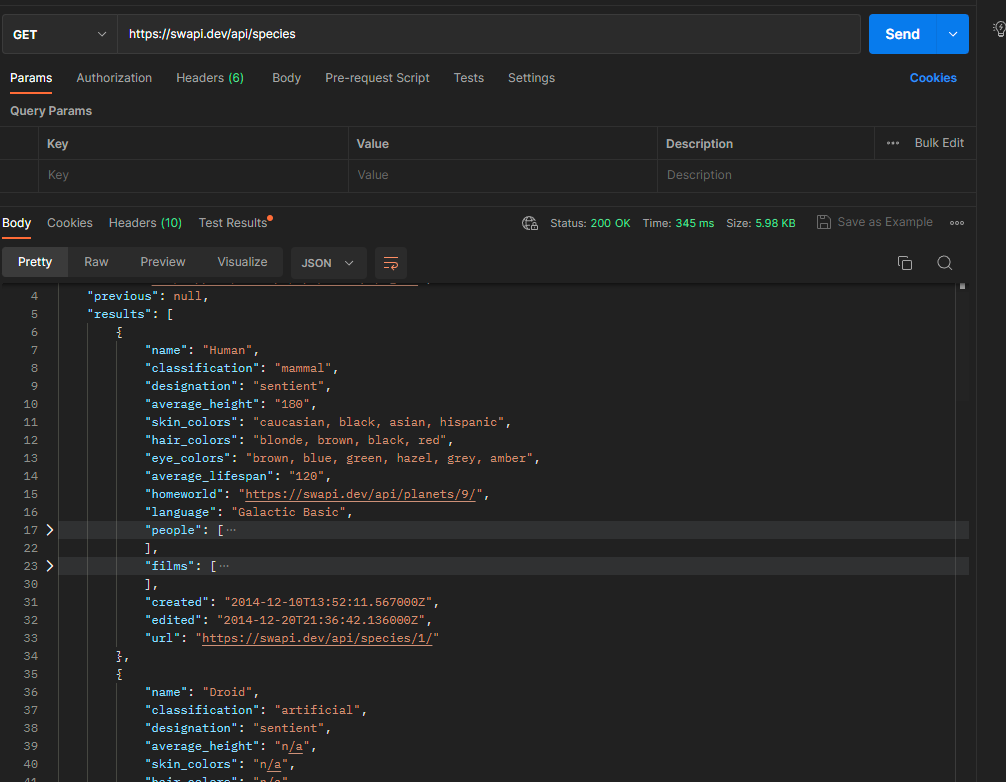 GET https://swapi.dev/api/species Send
Params Authorization Headers (6) Body Pre-request Script Tests Settings Cookies
Query Params
Key Value Description ••• Bulk Edit
Key Value Description
Body Cookies Headers (10) Test Results Status: 200 OK Time: 345 ms Size: 5.98 KB Save as Example
Pretty Raw Preview Visualize JSON
4 "previous": null,
5 "results": [
6 {
7 "name": "Human",
8 "classification": "mammal",
9 "designation": "sentient",
10 "average_height": "180",
11 "skin_colors": "caucasian, black, asian, hispanic",
12 "hair_colors": "blonde, brown, black, red",
13 "eye_colors": "brown, blue, green, hazel, grey, amber",
14 "average_lifespan": "120",
15 "homeworld": "https://swapi.dev/api/planets/9/",
16 "language": "Galactic Basic",
17 "people": [···
22 ],
23 "films": [···
30 ],
31 "created": "2014-12-10T13:52:11.567000Z",
32 "edited": "2014-12-20T21:36:42.136000Z",
33 "url": "https://swapi.dev/api/species/1/"
34 },
35 {
36 "name": "Droid",
37 "classification": "artificial",
38 "designation": "sentient",
39 "average_height": "n/a",
40 "skin_colors": "n/a",
41 "hair_colors": "n/a"